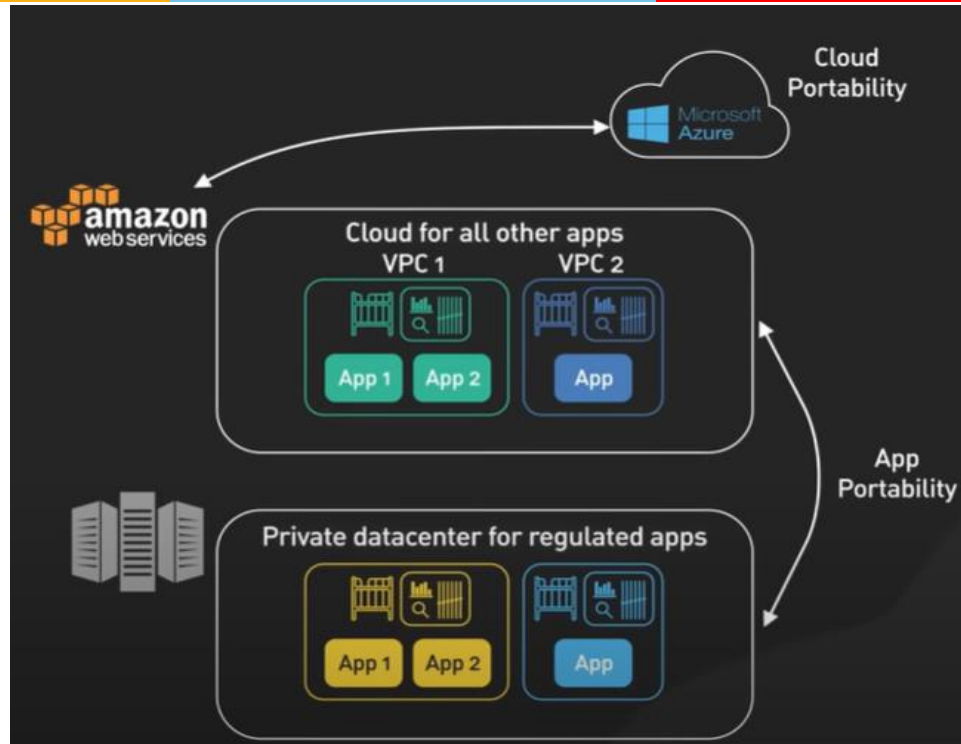 Cloud
Portability
Microsoft
Azure
amazon
web services
Cloud for all other apps
VPC 1
VPC 2
App 1
App 2
App
App
Portability
Private datacenter for regulated apps
App 1
App 2
App